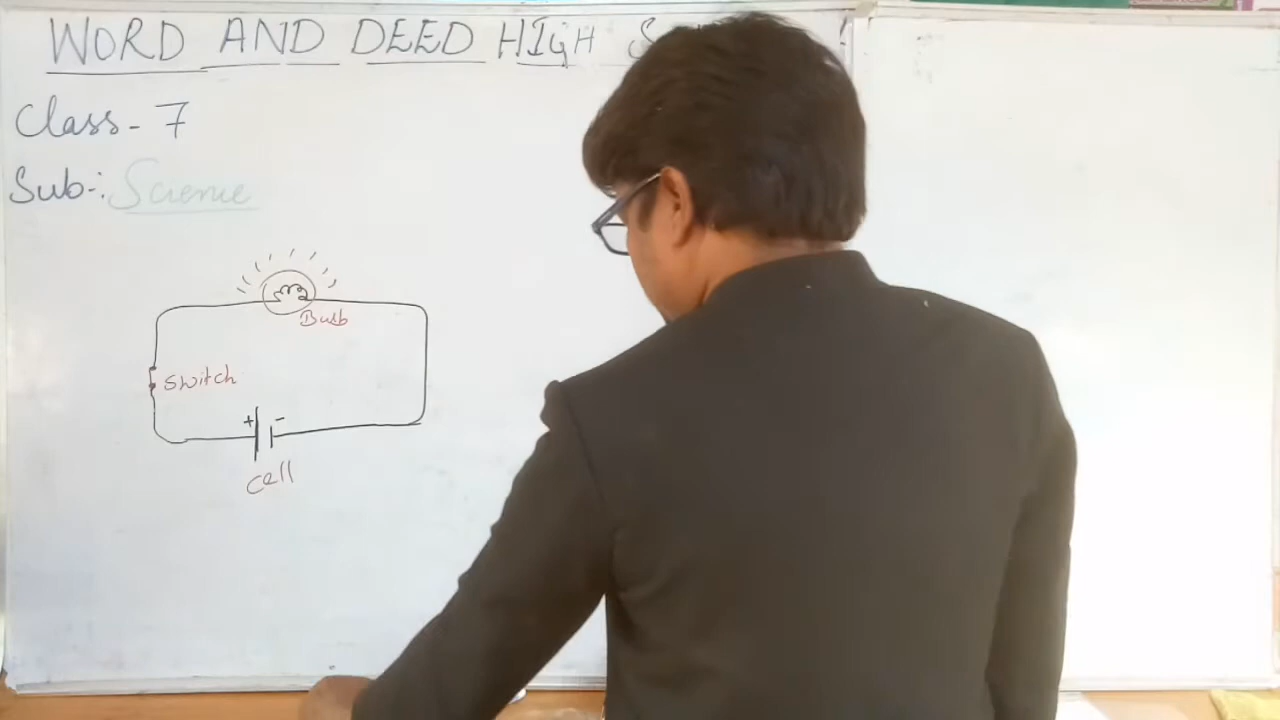 WORD AND DEED HIGH S
Class- 7
Sub-: Science
Bulb
Switch
+ -
Cell